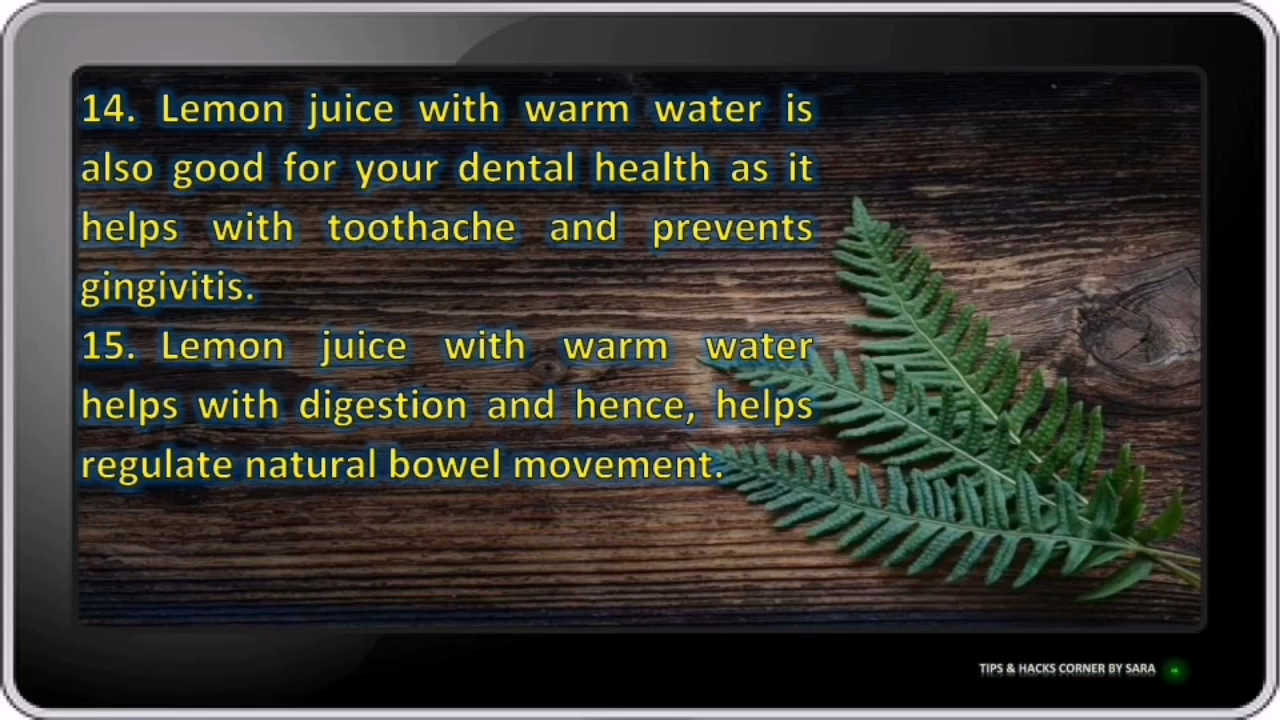 14. Lemon juice with warm water is
also good for your dental health as it
helps with toothache and prevents
gingivitis.
15. Lemon juice with warm water
helps with digestion and hence, helps
regulate natural bowel movement.
TIPS & HACKS CORNER BY SARA